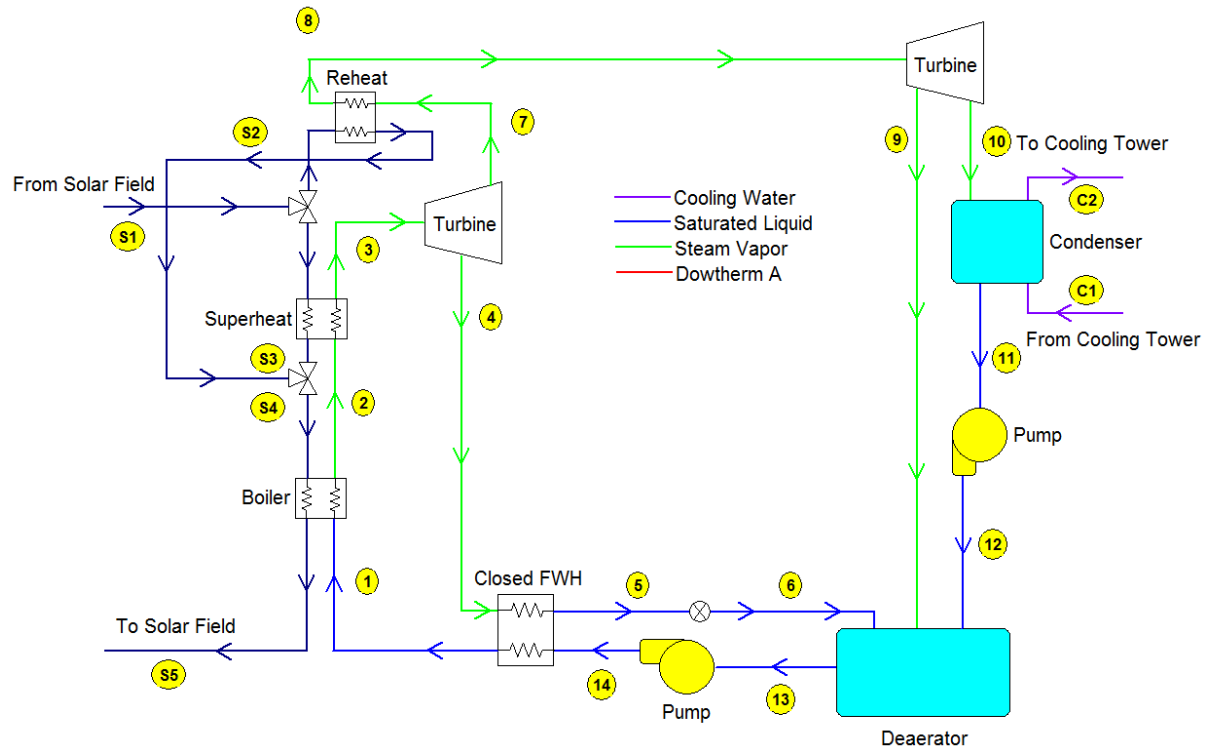 8
Reheat
Turbine
S2
7
9
10
To Cooling Tower
From Solar Field
S1
Cooling Water
Saturated Liquid
Steam Vapor
Dowtherm A
C2
Turbine
3
Condenser
C1
Superheat
4
From Cooling Tower
S3
11
S4
2
Pump
Boiler
12
1
Closed FWH
5
6
To Solar Field
S5
14
13
Pump
Deaerator